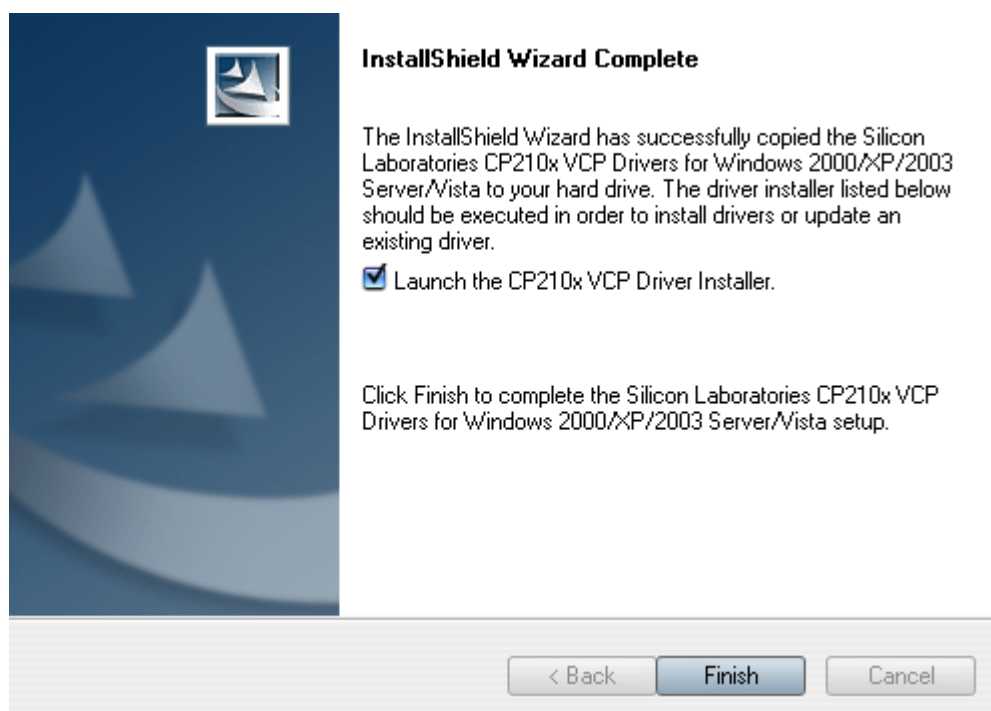 InstallShield Wizard Complete
The InstallShield Wizard has successfully copied the Silicon
Laboratories CP210x VCP Drivers for Windows 2000/XP/2003
Server/Vista to your hard drive. The driver installer listed below
should be executed in order to install drivers or update an
existing driver.
Launch the CP210x VCP Driver Installer.
Click Finish to complete the Silicon Laboratories CP210x VCP
Drivers for Windows 2000/XP/2003 Server/Vista setup.
< Back
Finish
Cancel